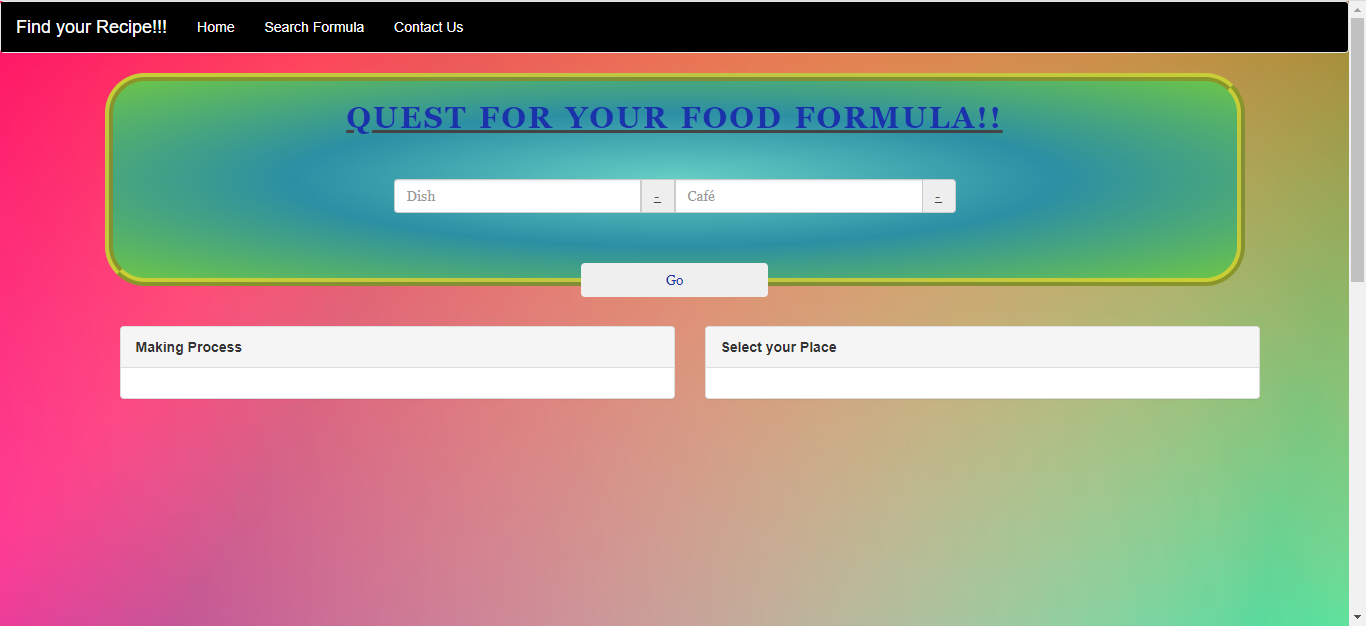 Find your Recipe!!! Home Search Formula Contact Us
QUEST FOR YOUR FOOD FORMULA!!
Dish - Café -
Go
Making Process Select your Place